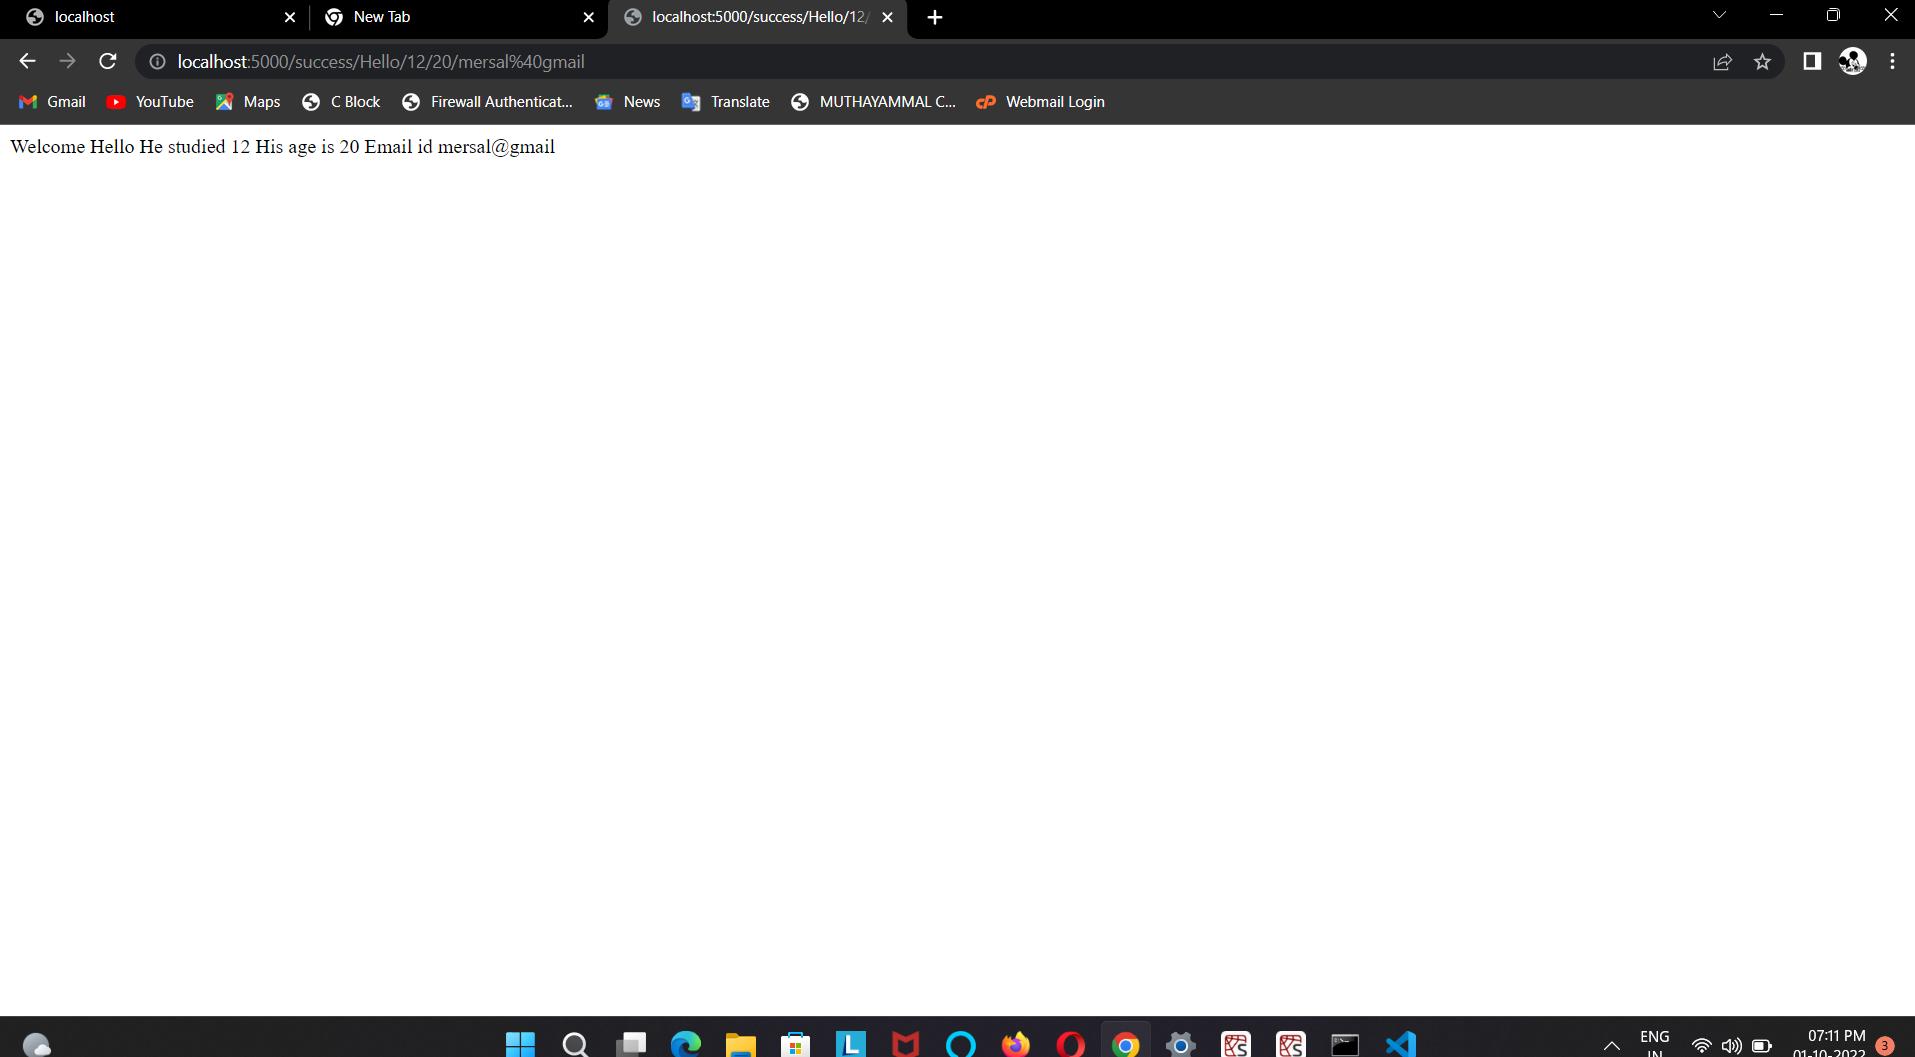 localhost
New Tab
localhost:5000/success/Hello/12/
localhost:5000/success/Hello/12/20/mersal%40gmail
Gmail YouTube Maps C Block Firewall Authenticat... News Translate MUTHAYAMMAL C... Webmail Login
Welcome Hello He studied 12 His age is 20 Email id mersal@gmail
ENG
IN
07:11 PM
01-10-2022
3